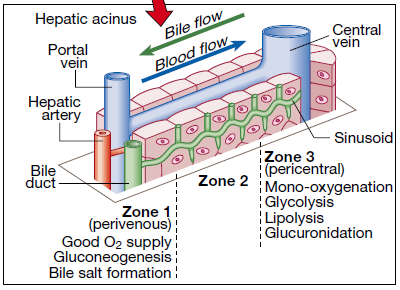 Hepatic acinus
Bile flow
Blood flow
Central
vein
Portal
vein
Hepatic
artery
Sinusoid
Bile
duct
Zone 1
(perivenous)
Good O2 supply
Gluconeogenesis
Bile salt formation
Zone 2
Zone 3
(pericentral)
Mono-oxygenation
Glycolysis
Lipolysis
Glucuronidation